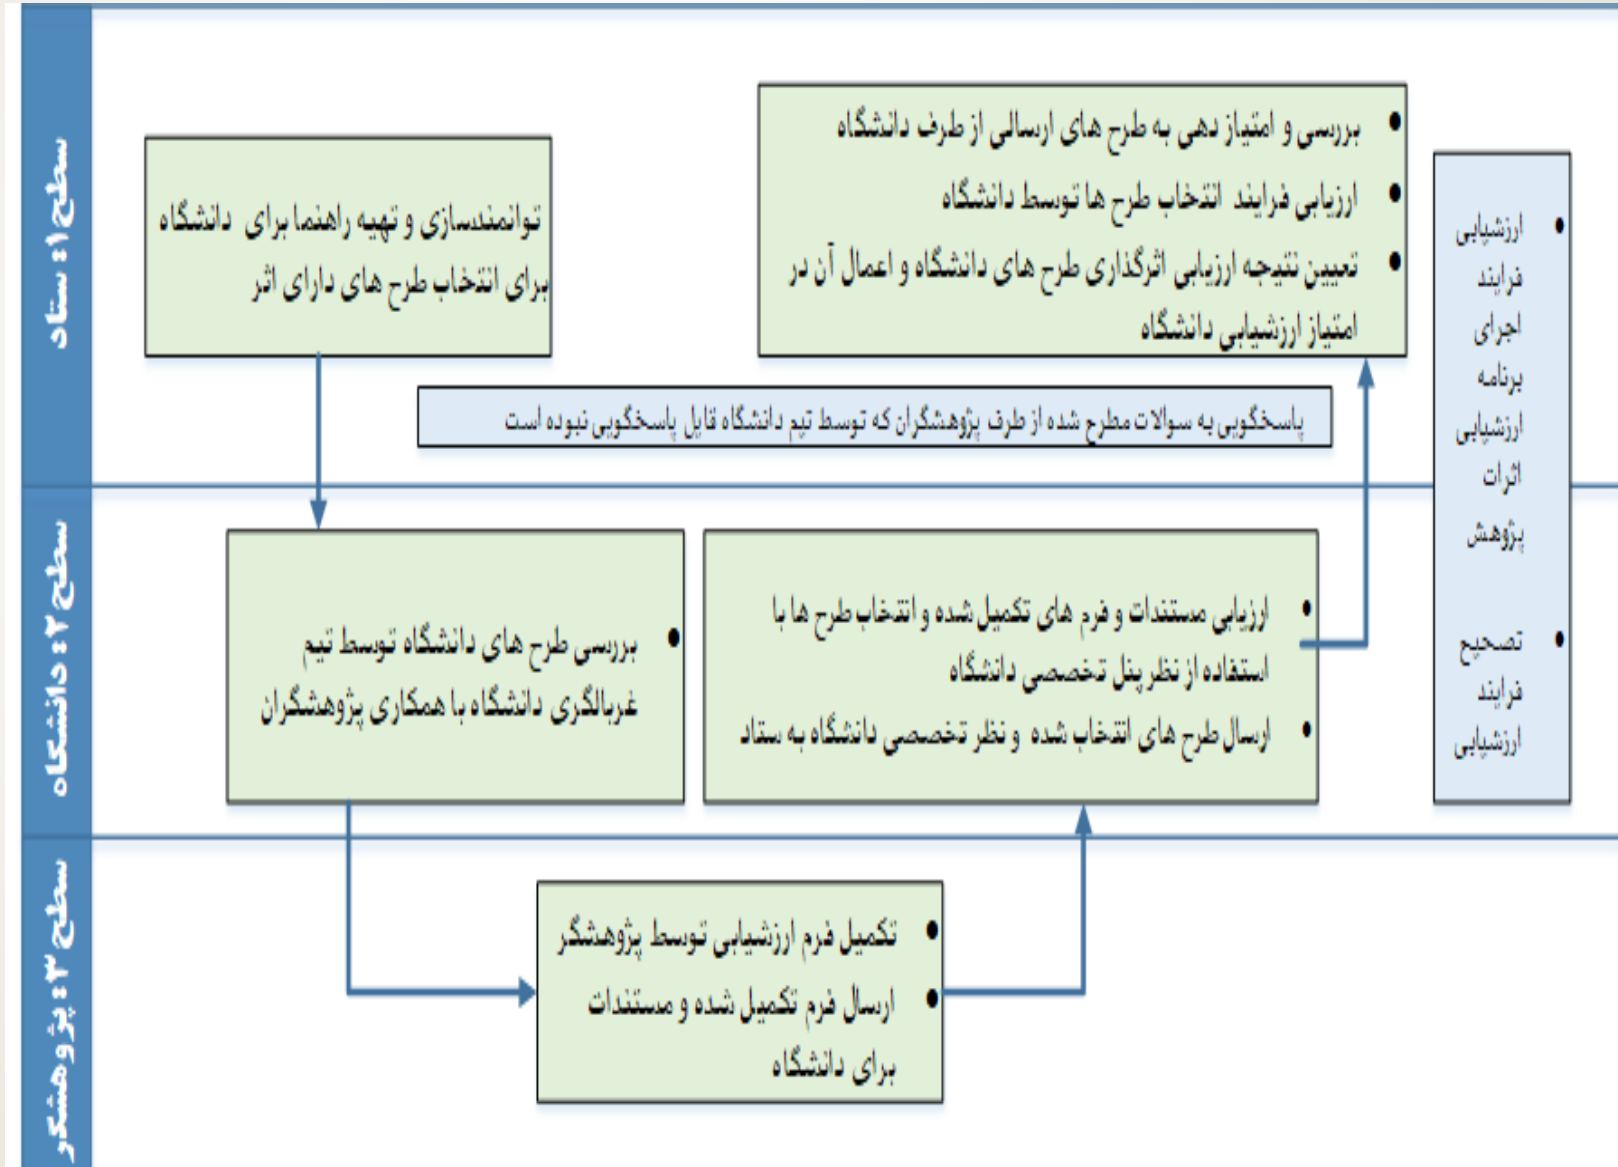 سطح۱: ستاد
توانمندسازی و تهیه راهنما برای دانشگاه
برای انتخاب طرح های دارای اثر
• بررسی و امتیاز دهی به طرح های ارسالی از طرف دانشگاه
• ارزیابی فرایند انتخاب طرح ها توسط دانشگاه
• تعیین نتیجه ارزیابی اثرگذاری طرح های دانشگاه و اعمال آن در
امتیاز ارزشیابی دانشگاه
پاسخگویی به سوالات مطرح شده از طرف پژوهشگران که توسط تیم دانشگاه قابل پاسخگویی نبوده است
• ارزشیابی
فرایند
اجرای
برنامه
ارزشیابی
اثرات
پژوهش
• تصحیح
فرایند
ارزشیابی
سطح۲: دانشگاه
• بررسی طرح های دانشگاه توسط تیم
غربالگری دانشگاه با همکاری پژوهشگران
• ارزیابی مستندات و فرم های تکمیل شده و انتخاب طرح ها با
استفاده از نظر پنل تخصصی دانشگاه
• ارسال طرح های انتخاب شده و نظر تخصصی دانشگاه به ستاد
سطح۳: پژوهشگر
• تکمیل فرم ارزشیابی توسط پژوهشگر
• ارسال فرم تکمیل شده و مستندات
برای دانشگاه